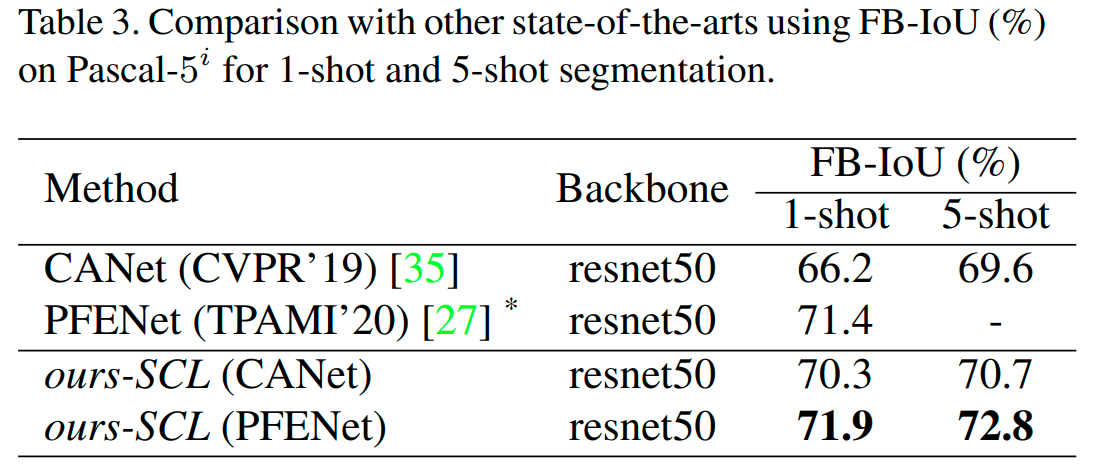 Table 3. Comparison with other state-of-the-arts using FB-IoU (%)
on Pascal-5^i for 1-shot and 5-shot segmentation.
Method Backbone FB-IoU (%)
1-shot 5-shot
CANet (CVPR’19) [35] resnet50 66.2 69.6
PFENet (TPAMI’20) [27] * resnet50 71.4 -
ours-SCL (CANet) resnet50 70.3 70.7
ours-SCL (PFENet) resnet50 71.9 72.8